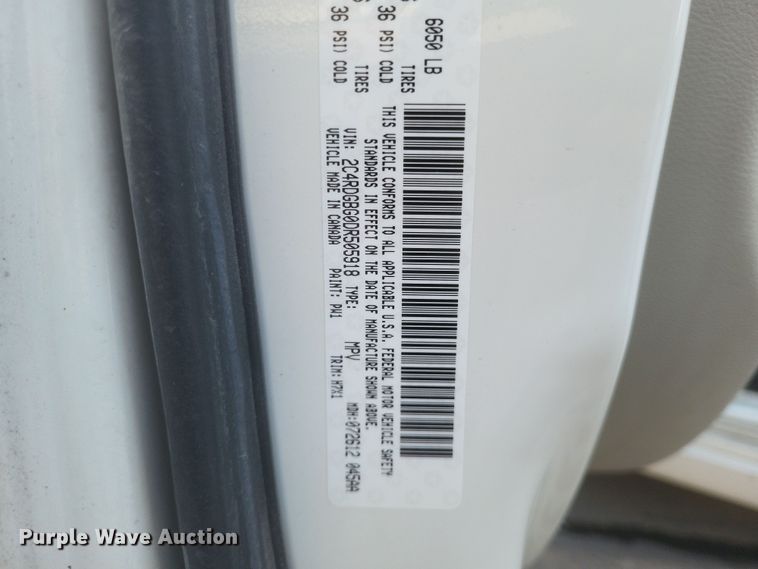 6050 LB
TIRES
36 PSI) COLD
TIRES
36 PSI) COLD
THIS VEHICLE CONFORMS TO ALL APPLICABLE U.S.A. FEDERAL MOTOR VEHICLE SAFETY
STANDARDS IN EFFECT ON THE DATE OF MANUFACTURE SHOWN ABOVE.
VIN: 2C4RDGBG0DR505918 TYPE: MPV MDH:072612 045AA
VEHICLE MADE IN CANADA PAINT: PW1 TRIM: M7X1
Purple Wave Auction